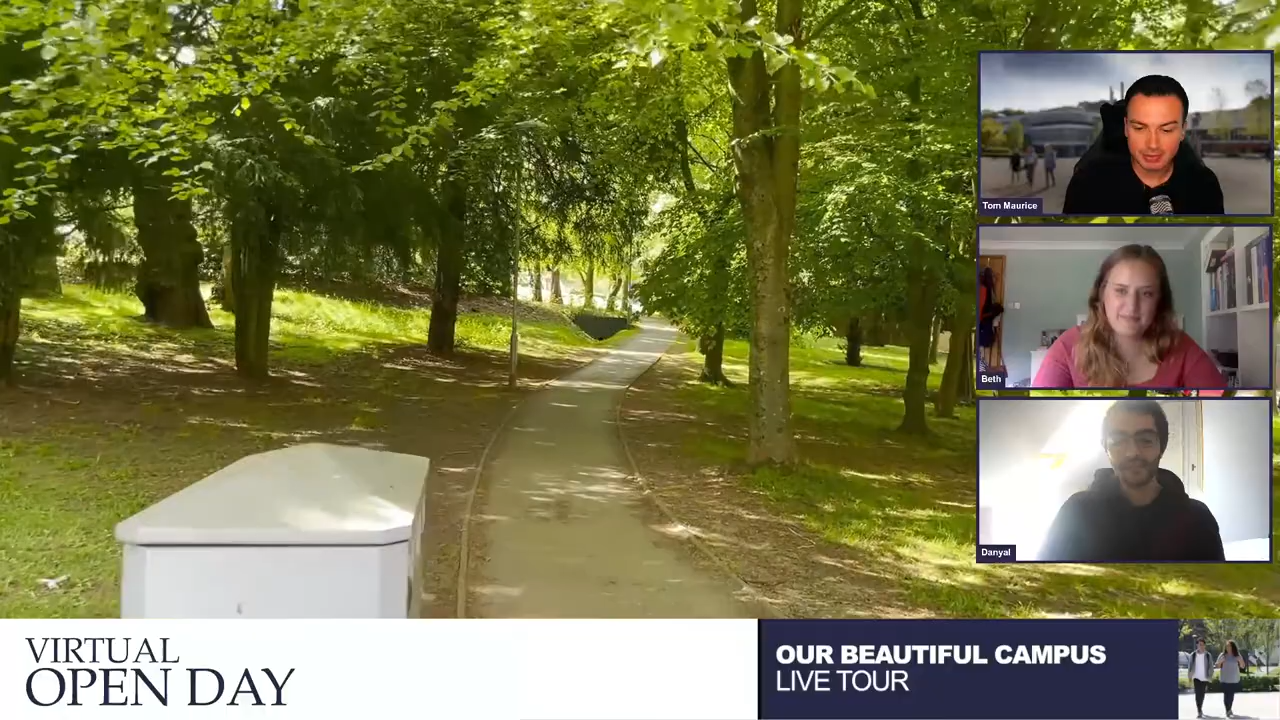 Tom Maurice
Beth
Danyal
VIRTUAL
OPEN DAY
OUR BEAUTIFUL CAMPUS
LIVE TOUR